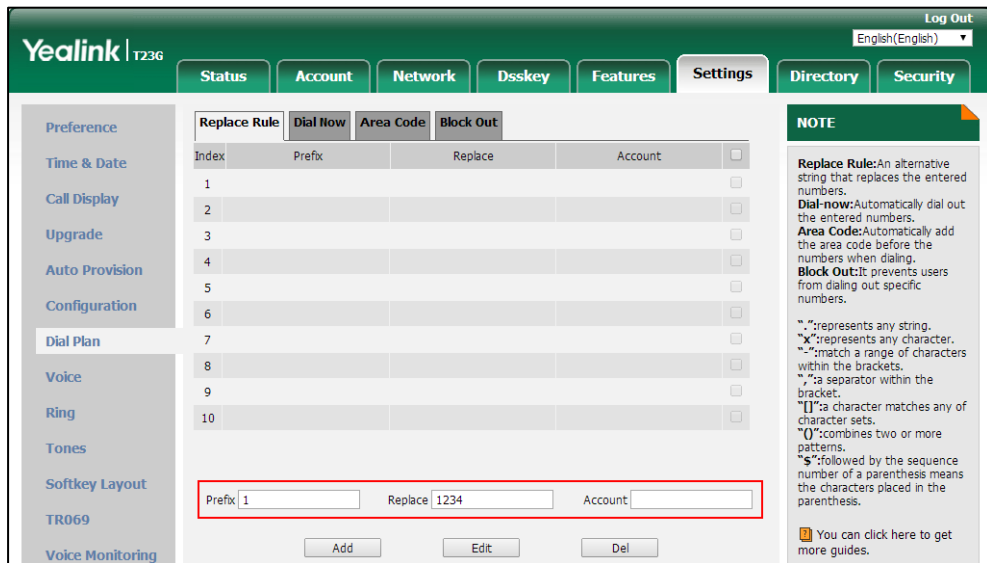 Log Out
Yealink | T23G
English(English)
Status Account Network Dsskey Features Settings Directory Security
Preference
Time & Date
Call Display
Upgrade
Auto Provision
Configuration
Dial Plan
Voice
Ring
Tones
Softkey Layout
TR069
Voice Monitoring
Replace Rule Dial Now Area Code Block Out
Index Prefix Replace Account
1
2
3
4
5
6
7
8
9
10
Prefix 1 Replace 1234 Account
Add Edit Del
NOTE
Replace Rule:An alternative
string that replaces the entered
numbers.
Dial-now:Automatically dial out
the entered numbers.
Area Code:Automatically add
the area code before the
numbers when dialing.
Block Out:It prevents users
from dialing out specific
numbers.
".":represents any string.
"x":represents any character.
"-":match a range of characters
within the brackets.
",":a separator within the
bracket.
"[]":a character matches any of
character sets.
"()":combines two or more
patterns.
"$":followed by the sequence
number of a parenthesis means
the characters placed in the
parenthesis.
You can click here to get
more guides.